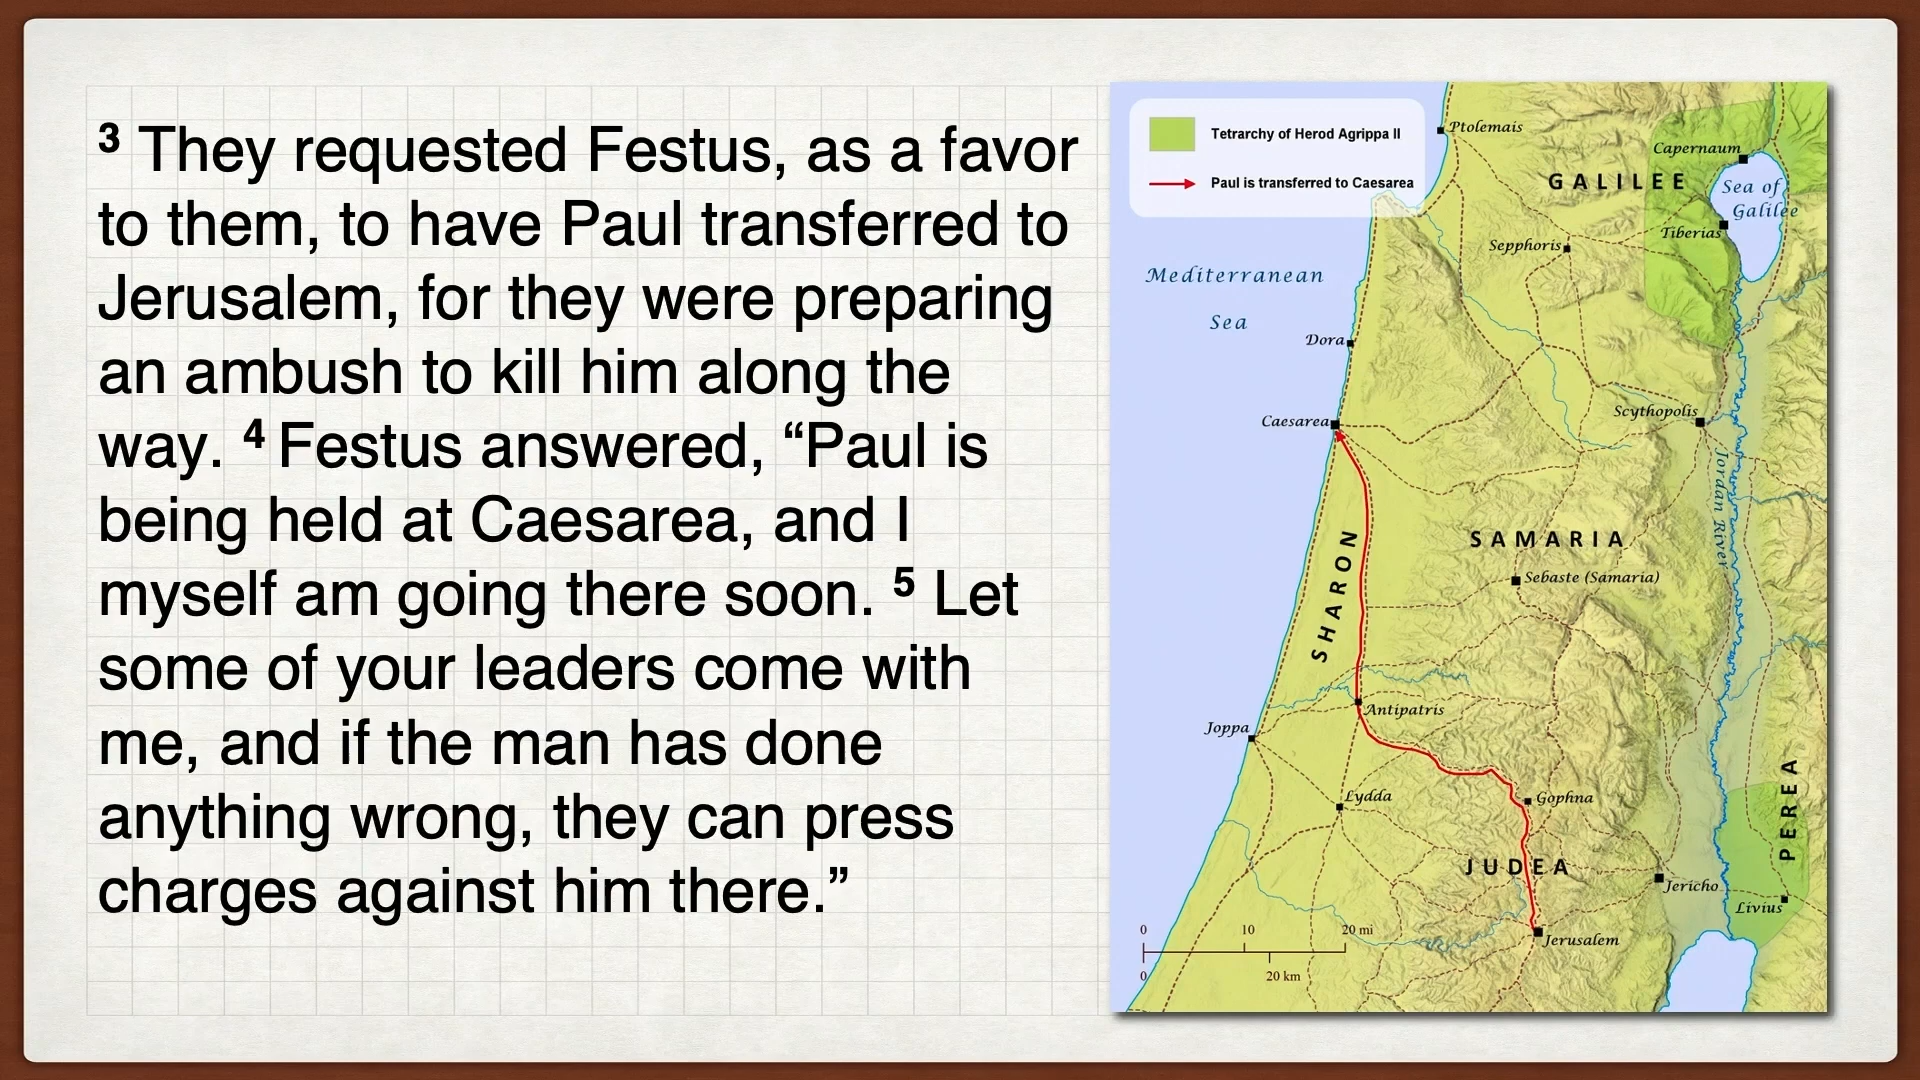 3 They requested Festus, as a favor
to them, to have Paul transferred to
Jerusalem, for they were preparing
an ambush to kill him along the
way. 4 Festus answered, “Paul is
being held at Caesarea, and I
myself am going there soon. 5 Let
some of your leaders come with
me, and if the man has done
anything wrong, they can press
charges against him there.”
Tetrarchy of Herod Agrippa II
Paul is transferred to Caesarea
Ptolemais
Capernaum
GALILEE
Sea of
Galilee
Tiberias
Sepphoris
Mediterranean
Sea
Dora
Caesarea
Scythopolis
Jordan River
SHARON
SAMARIA
Sebaste (Samaria)
Antipatris
Joppa
Lydda
Gophna
PEREA
JUDEA
Jericho
Livius
Jerusalem
0 10 20 mi
0 20 km